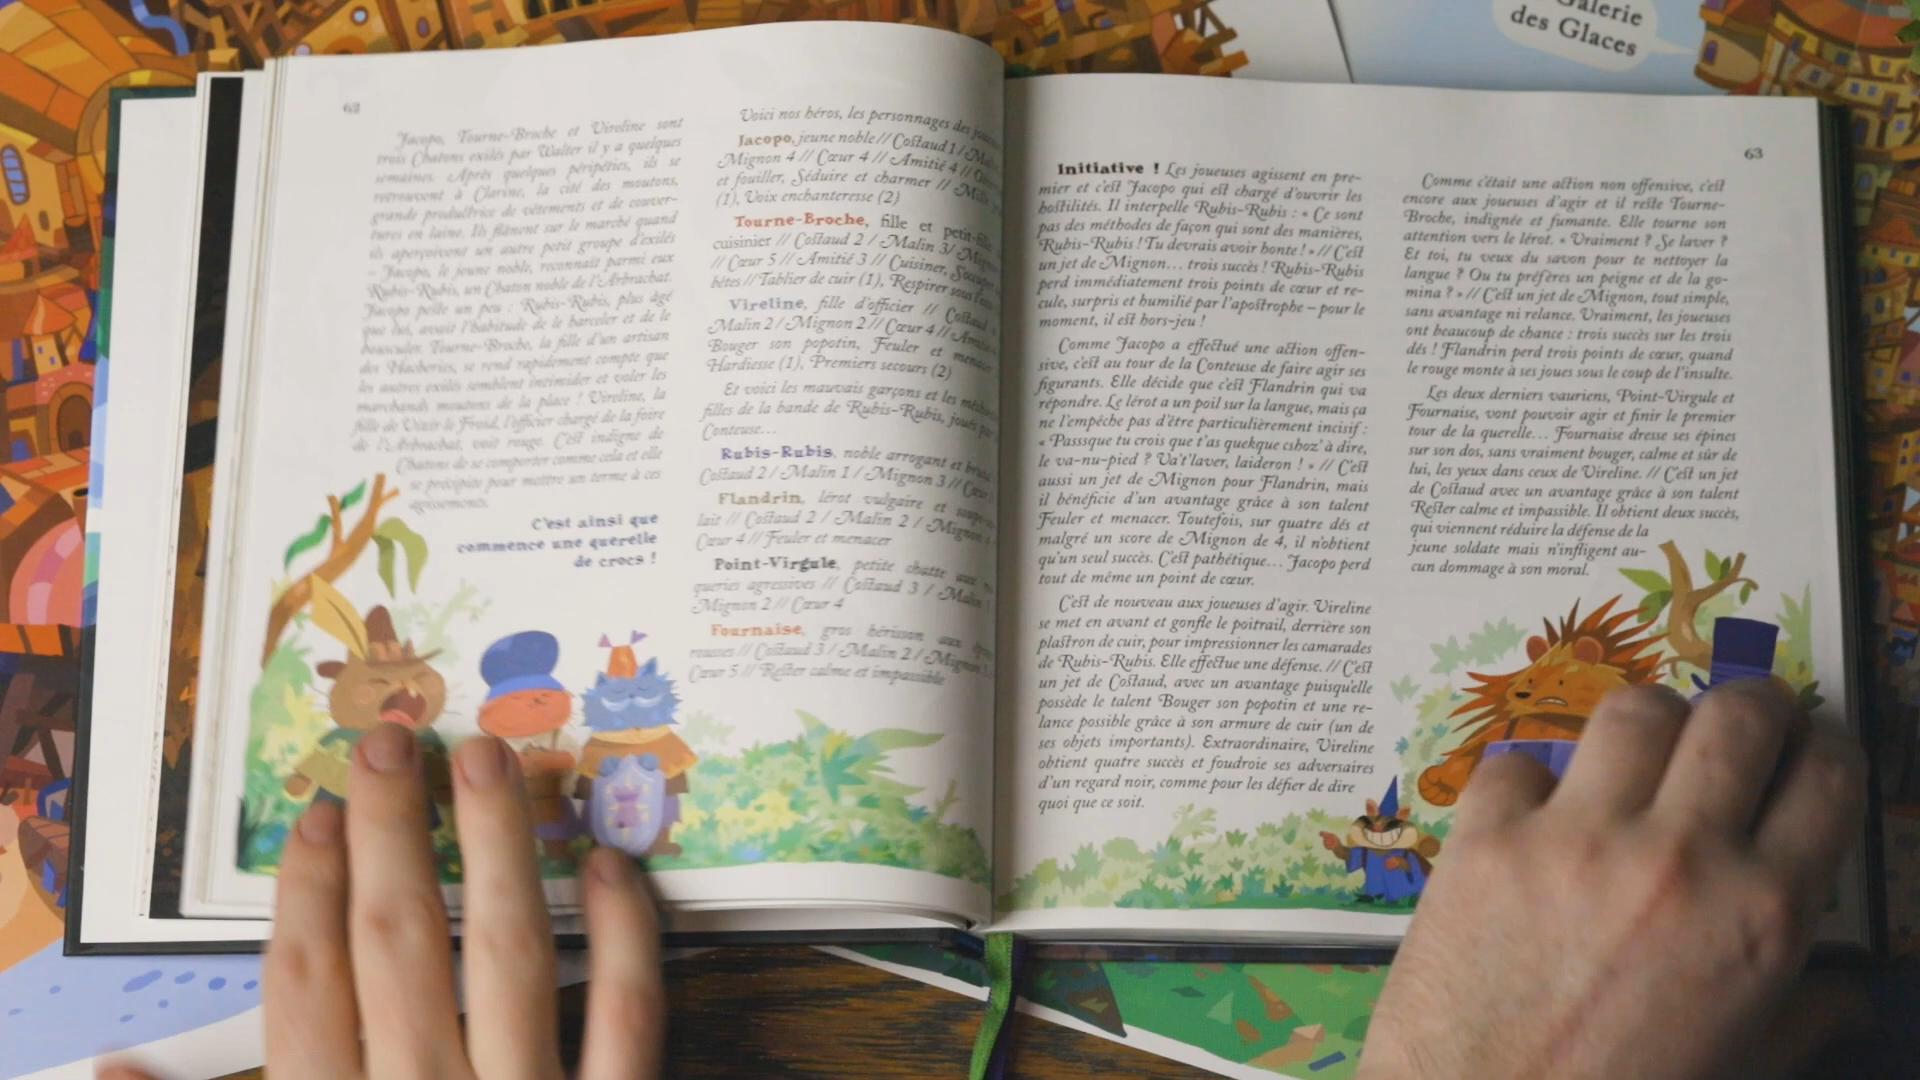 Galerie
des Glaces
62
Jacopo, Tourne-Broche et Vireline sont
trois Chatons exilés par Walter il y a quelques
semaines. Après quelques péripéties, ils se
retrouvent à Clarine, la cité des moutons,
grande productrice de vêtements et de couver-
tures en laine. Ils flânent sur le marché quand
ils aperçoivent un autre petit groupe d'exilés
– Jacopo, le jeune noble, reconnaît parmi eux
Rubis-Rubis, un Chaton noble de l'Arbrachat.
Jacopo peste un peu : Rubis-Rubis, plus âgé
que lui, avait l'habitude de le harceler et de le
bousculer. Tourne-Broche, la fille d'un artisan
des Macheries, se rend rapidement compte que
les autres exilés semblent intimider et voler les
marchands moutons de la place ! Vireline, la
fille de Vizir-le-Froid, l'officier chargé de la foire
de l'Arbrachat, voit rouge. C'est indigne de
Chatons de se comporter comme cela et elle
se précipite pour mettre un terme à ces
agissements.
C'est ainsi que
commence une querelle
de crocs !
Voici nos héros, les personnages des
Jacopo, jeune noble // Costaud 1 /
Mignon 4 // Cœur 4 // Amitié 4 //
et fouiller, Séduire et charmer //
(1), Voix enchanteresse (2)
Tourne-Broche, fille et petit-
cuisinier // Costaud 2 / Malin 3/
// Cœur 5 // Amitié 3 // Cuisiner,
bêtes // Tablier de cuir (1), Respirer
Vireline, fille d'officier //
Malin 2 / Mignon 2 // Cœur 4 //
Bouger son popotin, Feuler et
Hardiesse (1), Premiers secours (2)
Et voici les mauvais garçons et les
filles de la bande de Rubis-Rubis, joués
Conteuse…
Rubis-Rubis, noble arrogant et
Costaud 2 / Malin 1 / Mignon 3 //
Flandrin, lérot vulgaire et
lait // Costaud 2 / Malin 2 /
Cœur 4 // Feuler et menacer
Point-Virgule, petite chatte aux
queries agressives // Costaud 3 / Malin
Mignon 2 // Cœur 4
Fournaise, gros hérisson aux
rousses // Costaud 3 / Malin 2 / Mignon
Cœur 5 // Rester calme et impassible
63
Initiative ! Les joueuses agissent en pre-
mier et c'est Jacopo qui est chargé d'ouvrir les
hostilités. Il interpelle Rubis-Rubis : « Ce sont
pas des méthodes de façon qui sont des manières,
Rubis-Rubis ! Tu devrais avoir honte ! » // C'est
un jet de Mignon… trois succès ! Rubis-Rubis
perd immédiatement trois points de cœur et re-
cule, surpris et humilié par l'apostrophe – pour le
moment, il est hors-jeu !
Comme Jacopo a effectué une action offen-
sive, c'est au tour de la Conteuse de faire agir ses
figurants. Elle décide que c'est Flandrin qui va
répondre. Le lérot a un poil sur la langue, mais ça
ne l'empêche pas d'être particulièrement incisif :
« Passsque tu crois que t'as quekque cshoz' à dire,
le va-nu-pied ? Va't'laver, laideron ! » // C'est
aussi un jet de Mignon pour Flandrin, mais
il bénéficie d'un avantage grâce à son talent
Feuler et menacer. Toutefois, sur quatre dés et
malgré un score de Mignon de 4, il n'obtient
qu'un seul succès. C'est pathétique… Jacopo perd
tout de même un point de cœur.
C'est de nouveau aux joueuses d'agir. Vireline
se met en avant et gonfle le poitrail, derrière son
plastron de cuir, pour impressionner les camarades
de Rubis-Rubis. Elle effectue une défense. // C'est
un jet de Costaud, avec un avantage puisqu'elle
possède le talent Bouger son popotin et une re-
lance possible grâce à son armure de cuir (un de
ses objets importants). Extraordinaire, Vireline
obtient quatre succès et foudroie ses adversaires
d'un regard noir, comme pour les défier de dire
quoi que ce soit.
Comme c'était une action non offensive, c'est
encore aux joueuses d'agir et il reste Tourne-
Broche, indignée et fumante. Elle tourne son
attention vers le lérot. « Vraiment ? Se laver ?
Et toi, tu veux du savon pour te nettoyer la
langue ? Ou tu préfères un peigne et de la go-
mina ? » // C'est un jet de Mignon, tout simple,
sans avantage ni relance. Vraiment, les joueuses
ont beaucoup de chance : trois succès sur les trois
dés ! Flandrin perd trois points de cœur, quand
le rouge monte à ses joues sous le coup de l'insulte.
Les deux derniers vauriens, Point-Virgule et
Fournaise, vont pouvoir agir et finir le premier
tour de la querelle… Fournaise dresse ses épines
sur son dos, sans vraiment bouger, calme et sûr de
lui, les yeux dans ceux de Vireline. // C'est un jet
de Costaud avec un avantage grâce à son talent
Rester calme et impassible. Il obtient deux succès,
qui viennent réduire la défense de la
jeune soldate mais n'infligent au-
cun dommage à son moral.